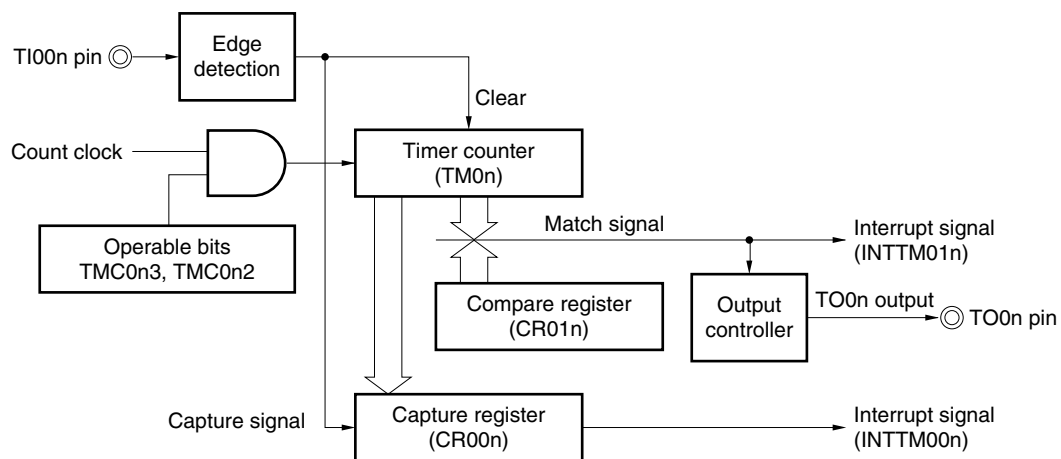 TI00n pin
Edge
detection
Clear
Count clock
Timer counter
(TM0n)
Operable bits
TMC0n3, TMC0n2
Match signal
Interrupt signal
(INTTM01n)
Compare register
(CR01n)
Output
controller
TO0n output
TO0n pin
Capture signal
Capture register
(CR00n)
Interrupt signal
(INTTM00n)